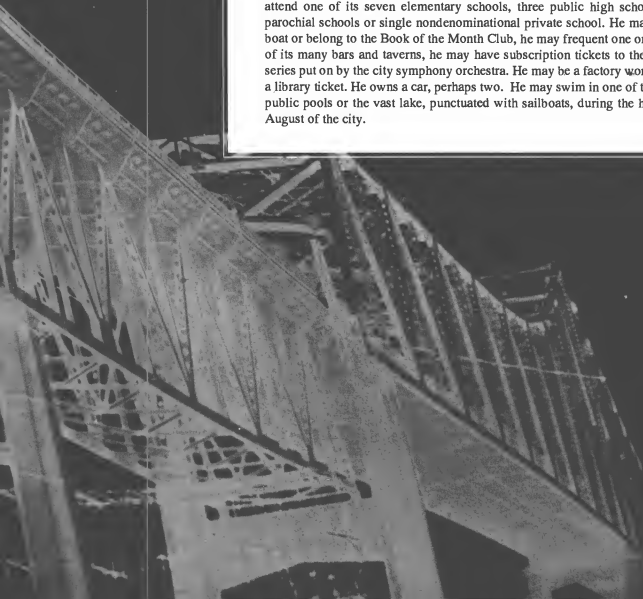 attend one of its seven elementary schools, three public high scho
parochial schools or single nondenominational private school. He ma
boat or belong to the Book of the Month Club, he may frequent one o
of its many bars and taverns, he may have subscription tickets to the
series put on by the city symphony orchestra. He may be a factory wor
a library ticket. He owns a car, perhaps two. He may swim in one of t
public pools or the vast lake, punctuated with sailboats, during the h
August of the city.